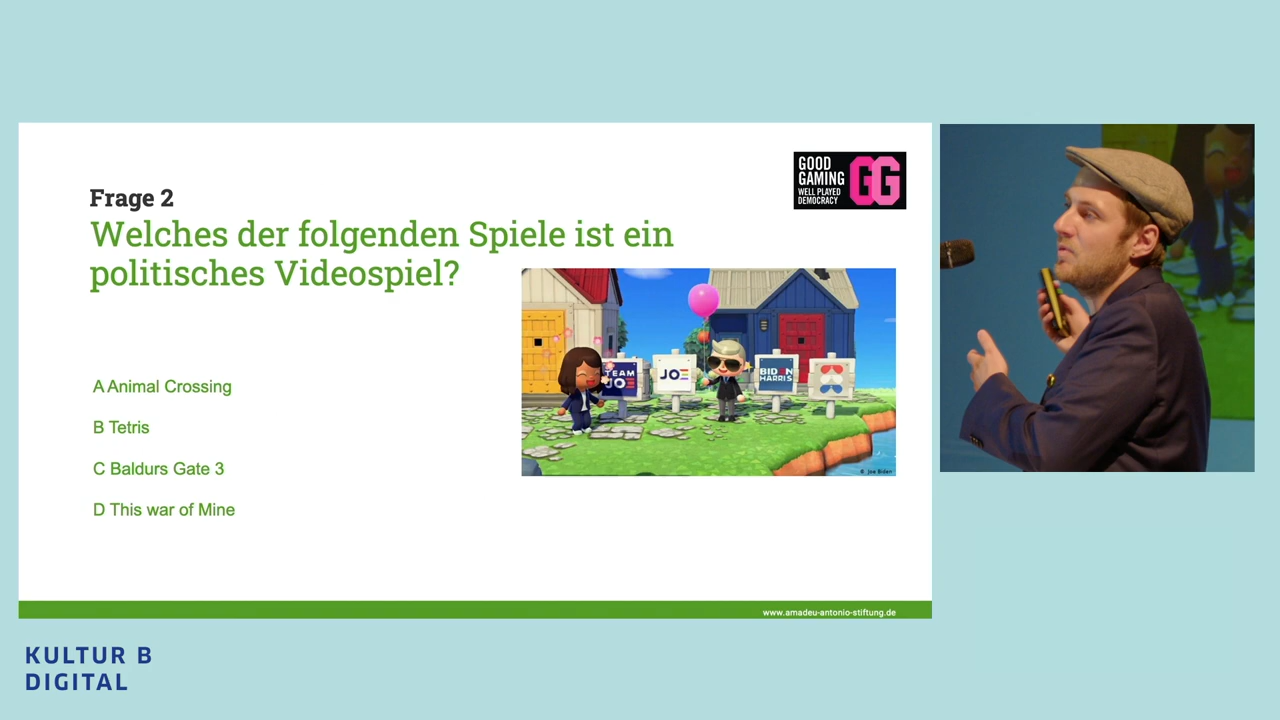 Frage 2
Welches der folgenden Spiele ist ein
politisches Videospiel?
GOOD
GAMING
WELL PLAYED
DEMOCRACY
GG
A Animal Crossing
B Tetris
C Baldurs Gate 3
D This war of Mine
TEAM
JOE
JOE
BIDEN
HARRIS
© Joe Biden
www.amadeu-antonio-stiftung.de
KULTUR B
DIGITAL